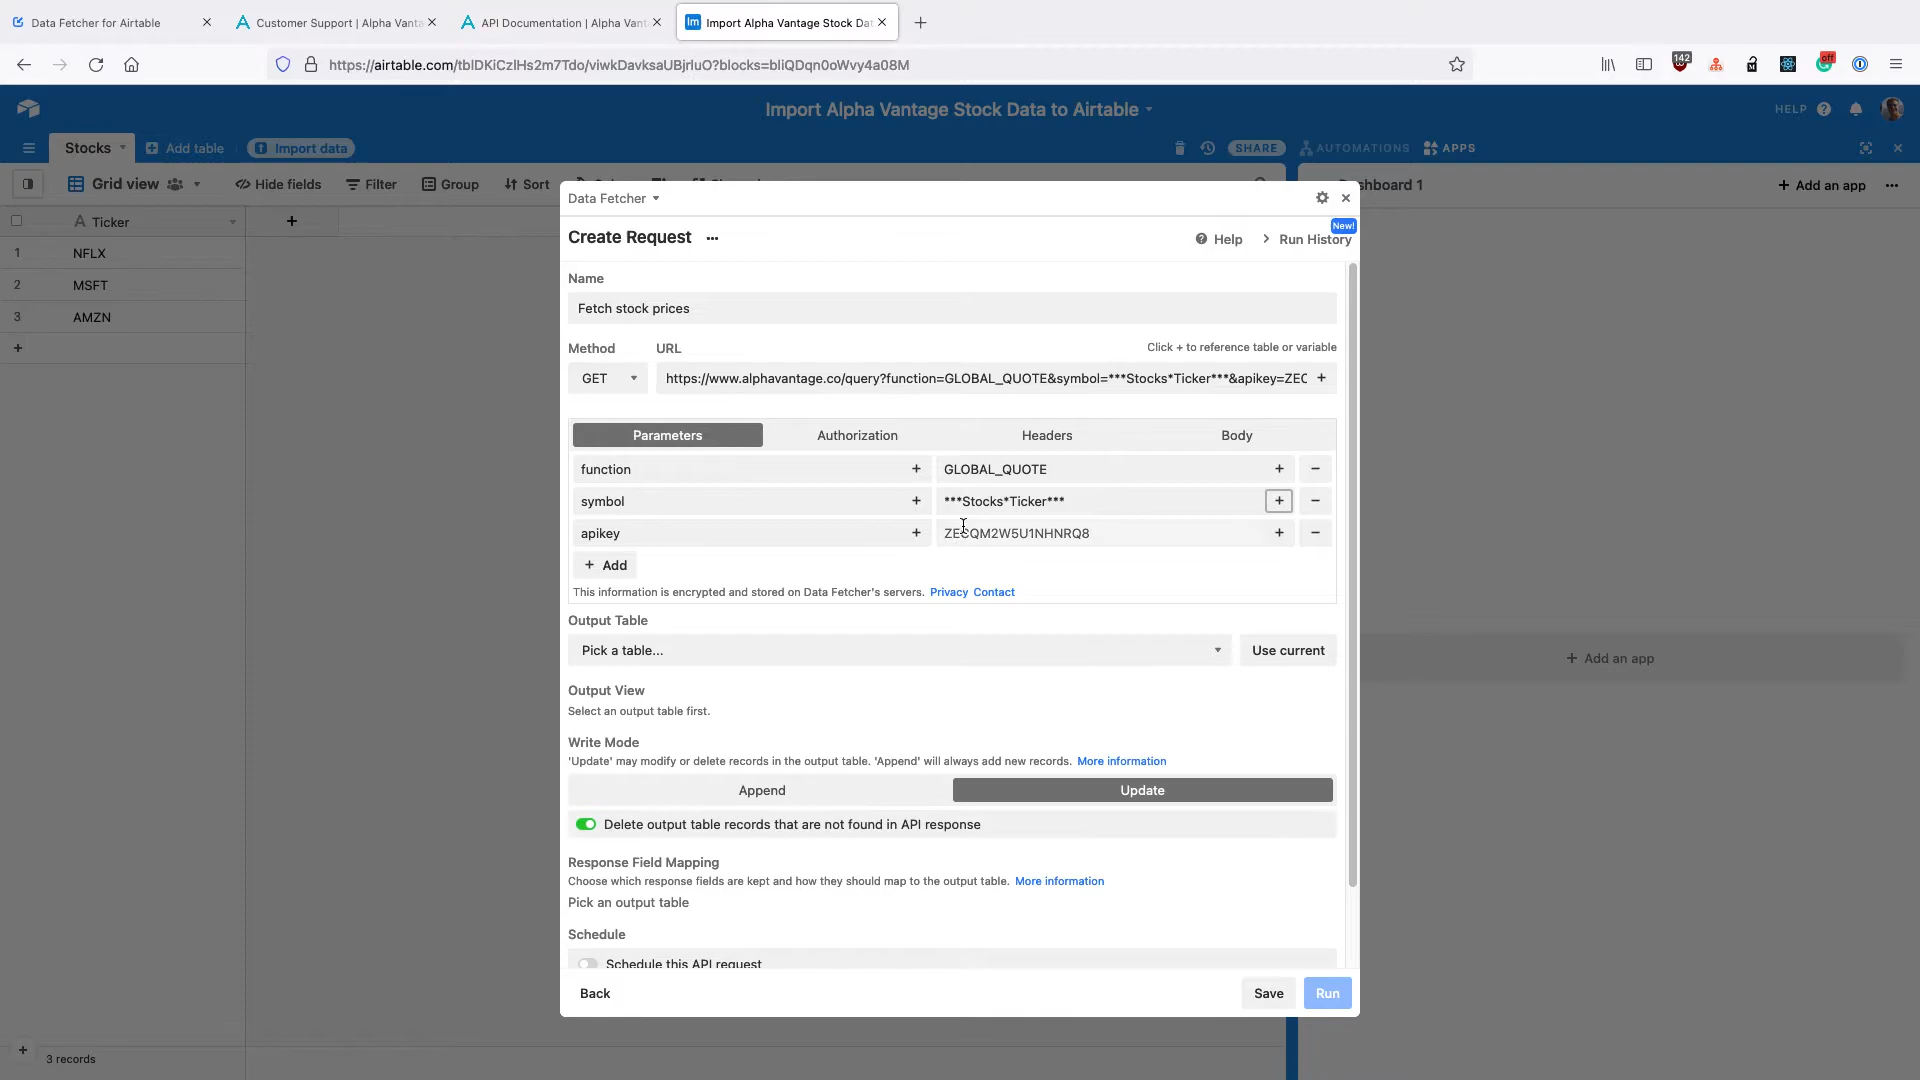 Data Fetcher for Airtable
Customer Support | Alpha Vanta
API Documentation | Alpha Vant
Im Import Alpha Vantage Stock Dat
https://airtable.com/tblDKiCzlHs2m7Tdo/viwkDavksaUBjrluO?blocks=bliQDqn0oWvy4a08M
142
off
Import Alpha Vantage Stock Data to Airtable
HELP
Stocks
Add table
Import data
SHARE
AUTOMATIONS
APPS
Grid view
Hide fields
Filter
Group
Sort
Data Fetcher
shboard 1
Add an app
Ticker
1 NFLX
2 MSFT
3 AMZN
Create Request
Help
Run History
New!
Name
Fetch stock prices
Method
URL
Click + to reference table or variable
GET
https://www.alphavantage.co/query?function=GLOBAL_QUOTE&symbol=***Stocks*Ticker***&apikey=ZEC
Parameters
Authorization
Headers
Body
function
GLOBAL_QUOTE
symbol
***Stocks*Ticker***
apikey
ZECQM2W5U1NHNRQ8
+ Add
This information is encrypted and stored on Data Fetcher's servers. Privacy Contact
Output Table
Pick a table...
Use current
Add an app
Output View
Select an output table first.
Write Mode
'Update' may modify or delete records in the output table. 'Append' will always add new records. More information
Append
Update
Delete output table records that are not found in API response
Response Field Mapping
Choose which response fields are kept and how they should map to the output table. More information
Pick an output table
Schedule
Schedule this API request
Back
Save
Run
3 records